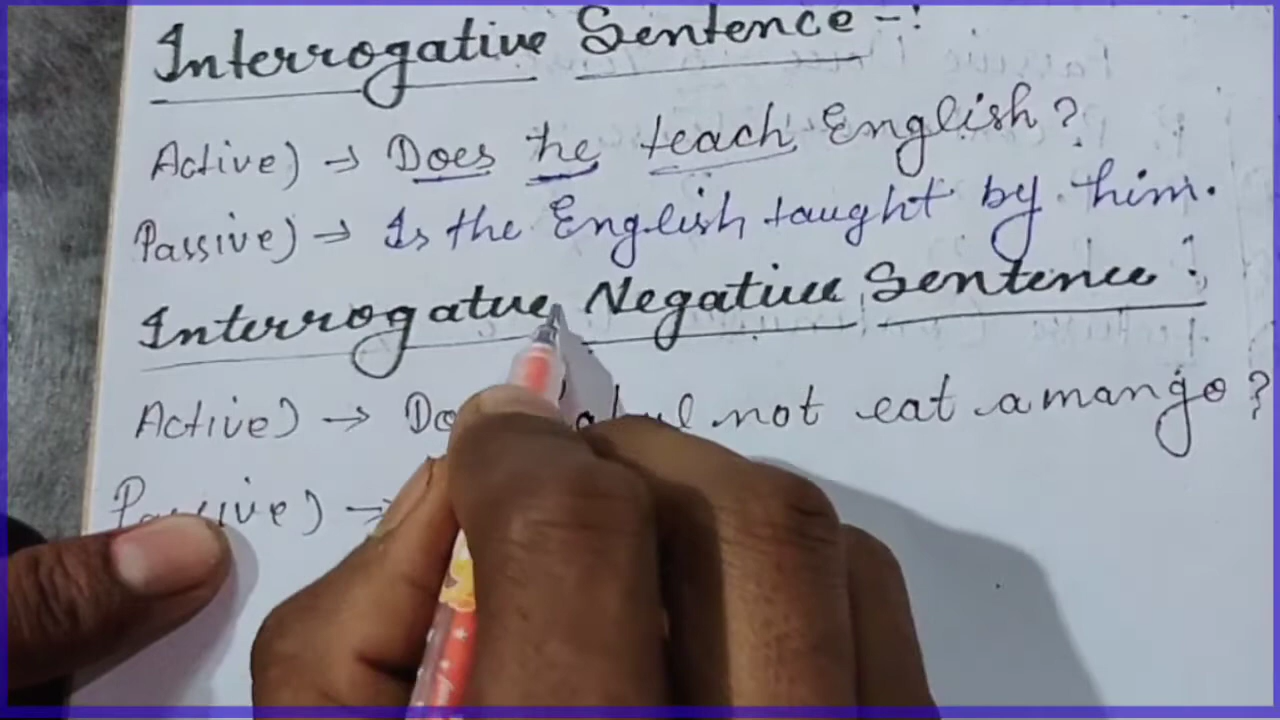 Interrogative Sentence -:
Active) → Does he teach English?
Passive) → Is the English taught by him.
Interrogative Negative Sentence :
Active) → not eat a mango?
Passive) →